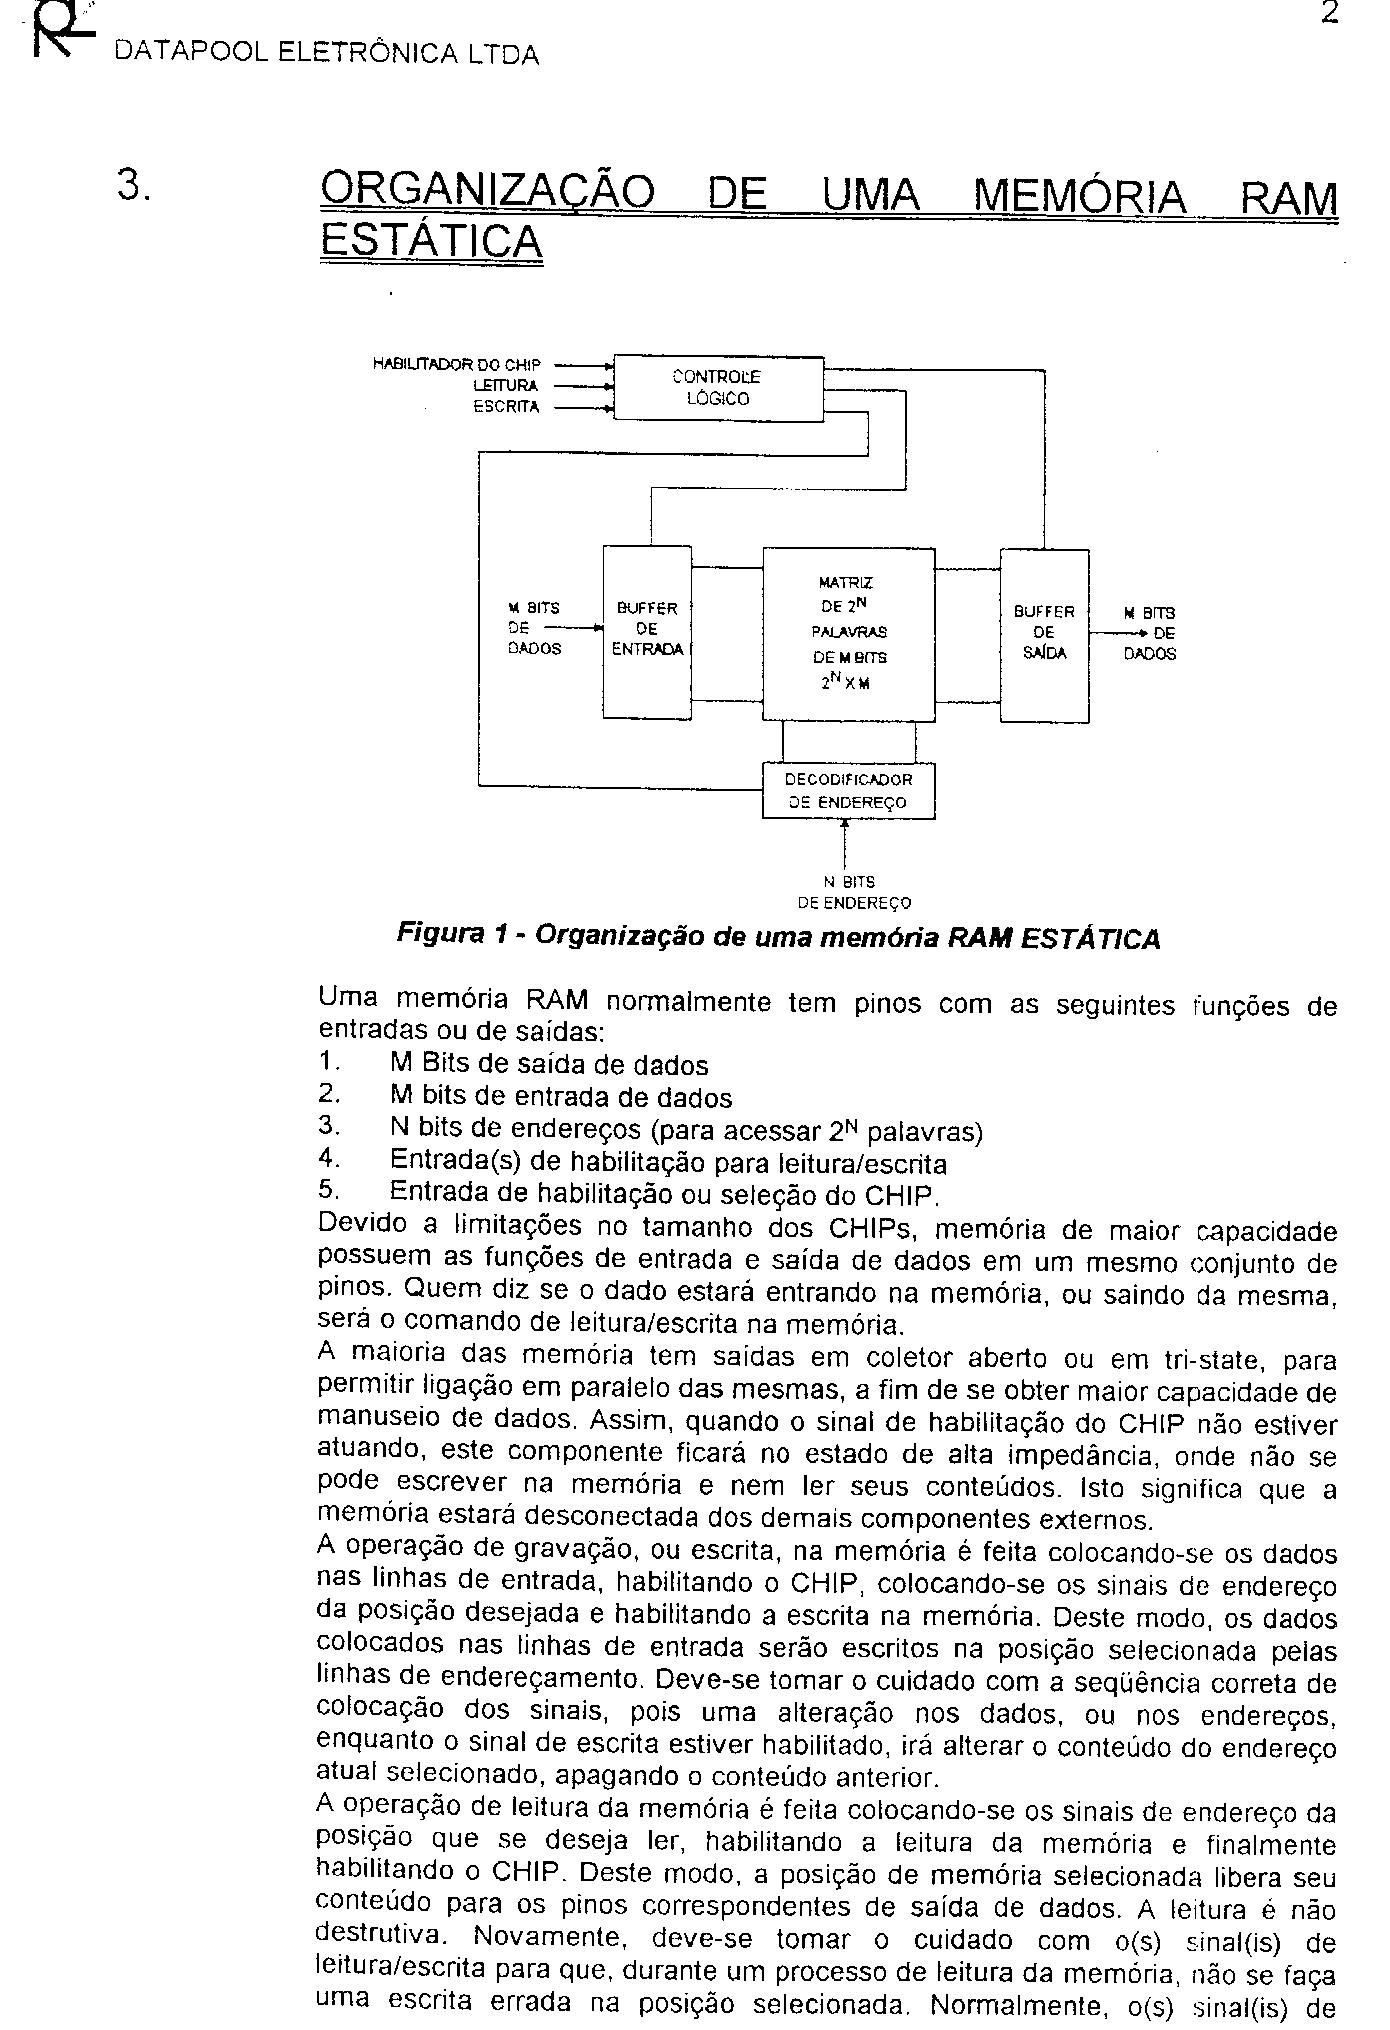 2
DATAPOOL ELETRÔNICA LTDA
3. ORGANIZAÇÃO DE UMA MEMÓRIA RAM
ESTÁTICA
HABILITADOR DO CHIP
LEITURA
ESCRITA
CONTROLE
LÓGICO
M BITS
DE
DADOS
BUFFER
DE
ENTRADA
MATRIZ
DE 2ᴺ
PALAVRAS
DE M BITS
2ᴺ X M
BUFFER
DE
SAÍDA
M BITS
DE
DADOS
DECODIFICADOR
DE ENDEREÇO
N BITS
DE ENDEREÇO
Figura 1 - Organização de uma memória RAM ESTÁTICA
Uma memória RAM normalmente tem pinos com as seguintes funções de
entradas ou de saídas:
1. M Bits de saída de dados
2. M bits de entrada de dados
3. N bits de endereços (para acessar 2ᴺ palavras)
4. Entrada(s) de habilitação para leitura/escrita
5. Entrada de habilitação ou seleção do CHIP.
Devido a limitações no tamanho dos CHIPs, memória de maior capacidade
possuem as funções de entrada e saída de dados em um mesmo conjunto de
pinos. Quem diz se o dado estará entrando na memória, ou saindo da mesma,
será o comando de leitura/escrita na memória.
A maioria das memória tem saídas em coletor aberto ou em tri-state, para
permitir ligação em paralelo das mesmas, a fim de se obter maior capacidade de
manuseio de dados. Assim, quando o sinal de habilitação do CHIP não estiver
atuando, este componente ficará no estado de alta impedância, onde não se
pode escrever na memória e nem ler seus conteúdos. Isto significa que a
memória estará desconectada dos demais componentes externos.
A operação de gravação, ou escrita, na memória é feita colocando-se os dados
nas linhas de entrada, habilitando o CHIP, colocando-se os sinais de endereço
da posição desejada e habilitando a escrita na memória. Deste modo, os dados
colocados nas linhas de entrada serão escritos na posição selecionada pelas
linhas de endereçamento. Deve-se tomar o cuidado com a seqüência correta de
colocação dos sinais, pois uma alteração nos dados, ou nos endereços,
enquanto o sinal de escrita estiver habilitado, irá alterar o conteúdo do endereço
atual selecionado, apagando o conteúdo anterior.
A operação de leitura da memória é feita colocando-se os sinais de endereço da
posição que se deseja ler, habilitando a leitura da memória e finalmente
habilitando o CHIP. Deste modo, a posição de memória selecionada libera seu
conteúdo para os pinos correspondentes de saída de dados. A leitura é não
destrutiva. Novamente, deve-se tomar o cuidado com o(s) sinal(is) de
leitura/escrita para que, durante um processo de leitura da memória, não se faça
uma escrita errada na posição selecionada. Normalmente, o(s) sinal(is) de